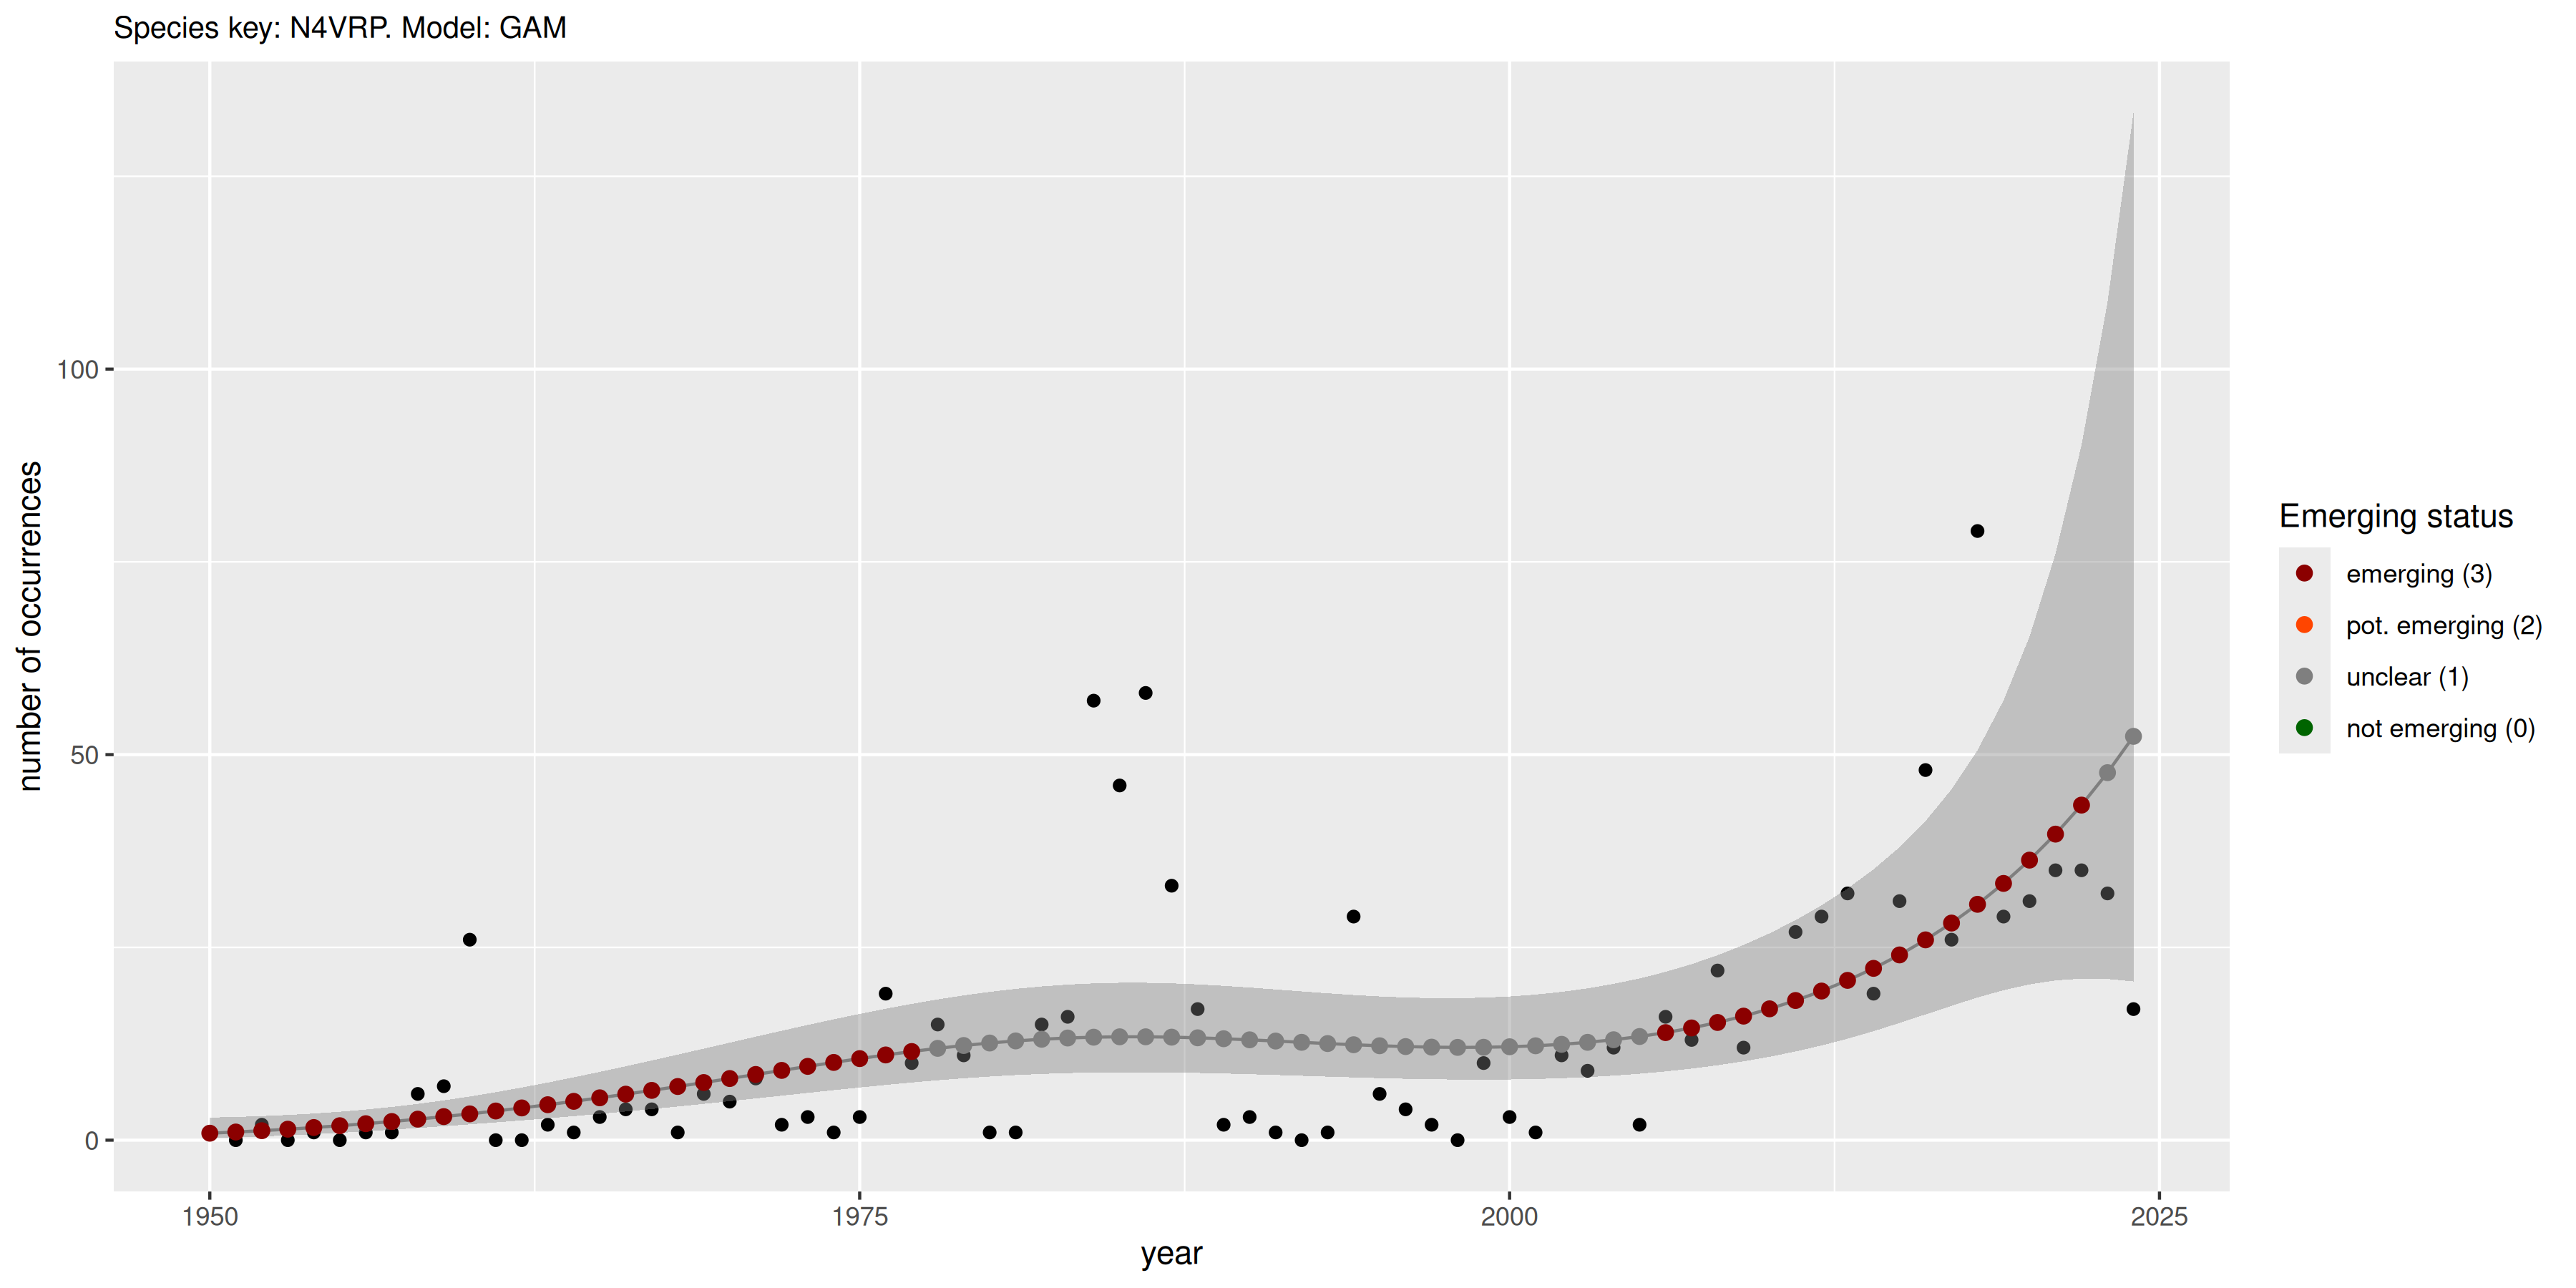 Species key: N4VRP. Model: GAM
number of occurrences
100
50
0
1950
1975
2000
2025
year
Emerging status
emerging (3)
pot. emerging (2)
unclear (1)
not emerging (0)